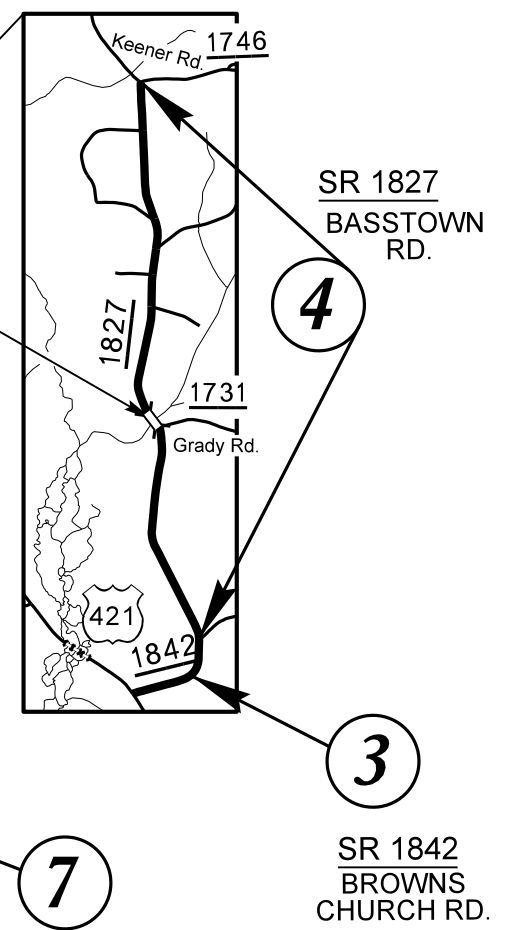 Keener Rd.
1746
SR 1827
BASSTOWN
RD.
4
1827
1731
Grady Rd.
421
1842
3
SR 1842
BROWNS
CHURCH RD.
7